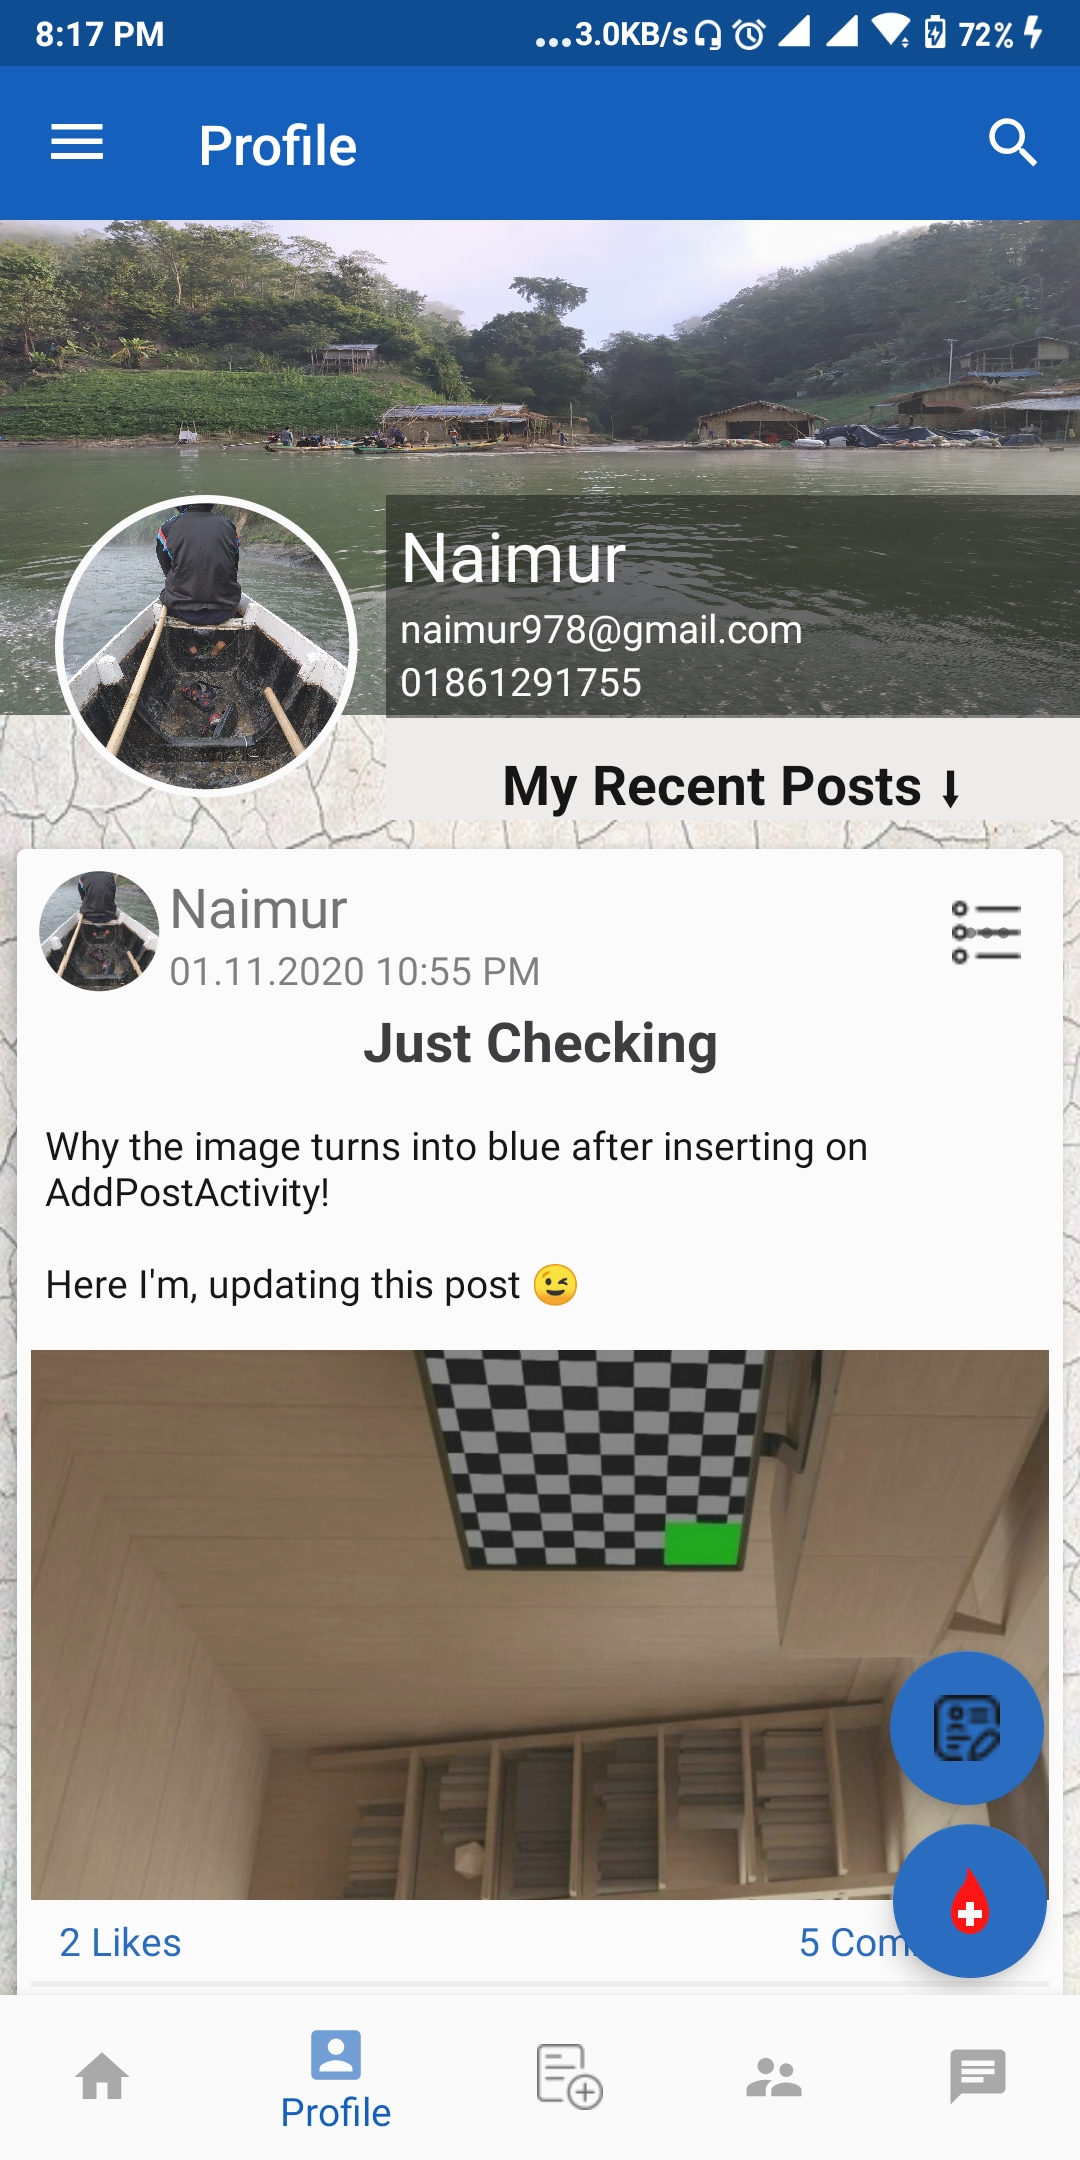 8:17 PM
...3.0KB/s
72%
Profile
Naimur
naimur978@gmail.com
01861291755
My Recent Posts ⬇
Naimur
01.11.2020 10:55 PM
Just Checking
Why the image turns into blue after inserting on
AddPostActivity!
Here I'm, updating this post 😉
2 Likes
5
Profile